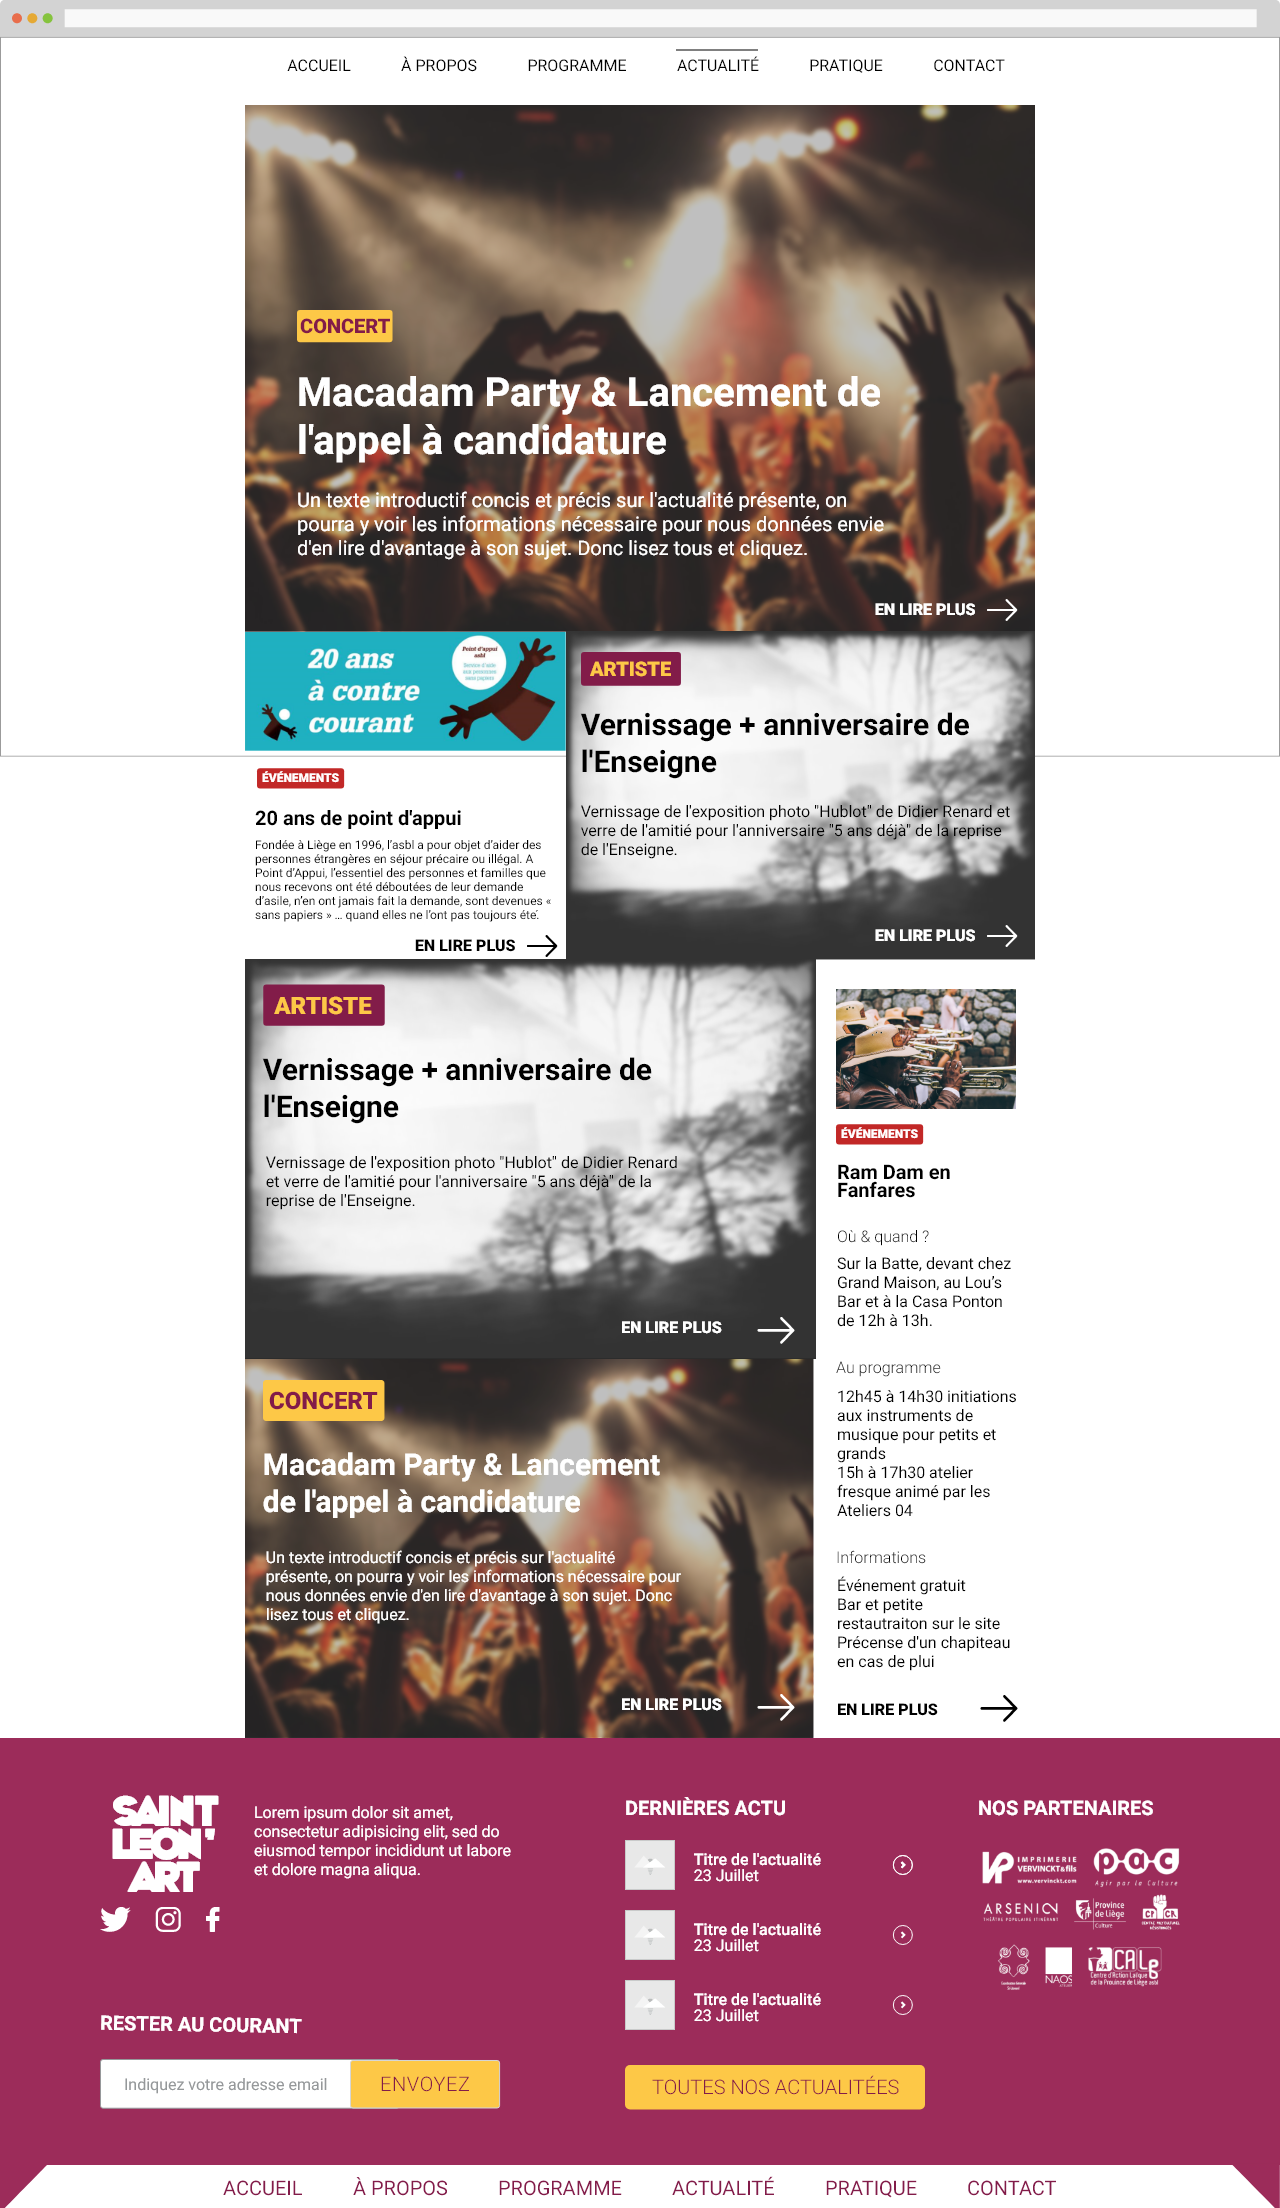 ACCUEIL À PROPOS PROGRAMME ACTUALITÉ PRATIQUE CONTACT
CONCERT
Macadam Party & Lancement de
l'appel à candidature
Un texte introductif concis et précis sur l'actualité présente, on
pourra y voir les informations nécessaire pour nous données envie
d'en lire d'avantage à son sujet. Donc lisez tous et cliquez.
EN LIRE PLUS
20 ans
à contre
courant
Point d'appui
asbl
Service d'aide
aux personnes
sans papiers
ÉVÉNEMENTS
20 ans de point d'appui
Fondée à Liège en 1996, l'asbl a pour objet d'aider des
personnes étrangères en séjour précaire ou illégal. A
Point d'Appui, l'essentiel des personnes et familles que
nous recevons ont été déboutées de leur demande
d'asile, n'en ont jamais fait la demande, sont devenues «
sans papiers » ... quand elles ne l'ont pas toujours été.
EN LIRE PLUS
ARTISTE
Vernissage + anniversaire de
l'Enseigne
Vernissage de l'exposition photo "Hublot" de Didier Renard et
verre de l'amitié pour l'anniversaire "5 ans déjà" de la reprise
de l'Enseigne.
EN LIRE PLUS
ARTISTE
Vernissage + anniversaire de
l'Enseigne
Vernissage de l'exposition photo "Hublot" de Didier Renard
et verre de l'amitié pour l'anniversaire "5 ans déjà" de la
reprise de l'Enseigne.
EN LIRE PLUS
CONCERT
Macadam Party & Lancement
de l'appel à candidature
Un texte introductif concis et précis sur l'actualité
présente, on pourra y voir les informations nécessaire pour
nous données envie d'en lire d'avantage à son sujet. Donc
lisez tous et cliquez.
EN LIRE PLUS
ÉVÉNEMENTS
Ram Dam en
Fanfares
Où & quand ?
Sur la Batte, devant chez
Grand Maison, au Lou's
Bar et à la Casa Ponton
de 12h à 13h.
Au programme
12h45 à 14h30 initiations
aux instruments de
musique pour petits et
grands
15h à 17h30 atelier
fresque animé par les
Ateliers 04
Informations
Événement gratuit
Bar et petite
restautraiton sur le site
Précense d'un chapiteau
en cas de plui
EN LIRE PLUS
SAINT
LEON'
ART
Lorem ipsum dolor sit amet,
consectetur adipisicing elit, sed do
eiusmod tempor incididunt ut labore
et dolore magna aliqua.
RESTER AU COURANT
Indiquez votre adresse email
ENVOYEZ
DERNIÈRES ACTU
Titre de l'actualité
23 Juillet
Titre de l'actualité
23 Juillet
Titre de l'actualité
23 Juillet
TOUTES NOS ACTUALITÉES
NOS PARTENAIRES
IMPRIMERIE
VERVINCKT&fils
www.vervinckt.com
pac
Agir par la Culture
ARSENIC
THÉÂTRE POPULAIRE ITINÉRANT
Province
de Liège
Culture
NAOS
CALg
Centre d'Action Laïque
de la Province de Liège asbl
ACCUEIL À PROPOS PROGRAMME ACTUALITÉ PRATIQUE CONTACT